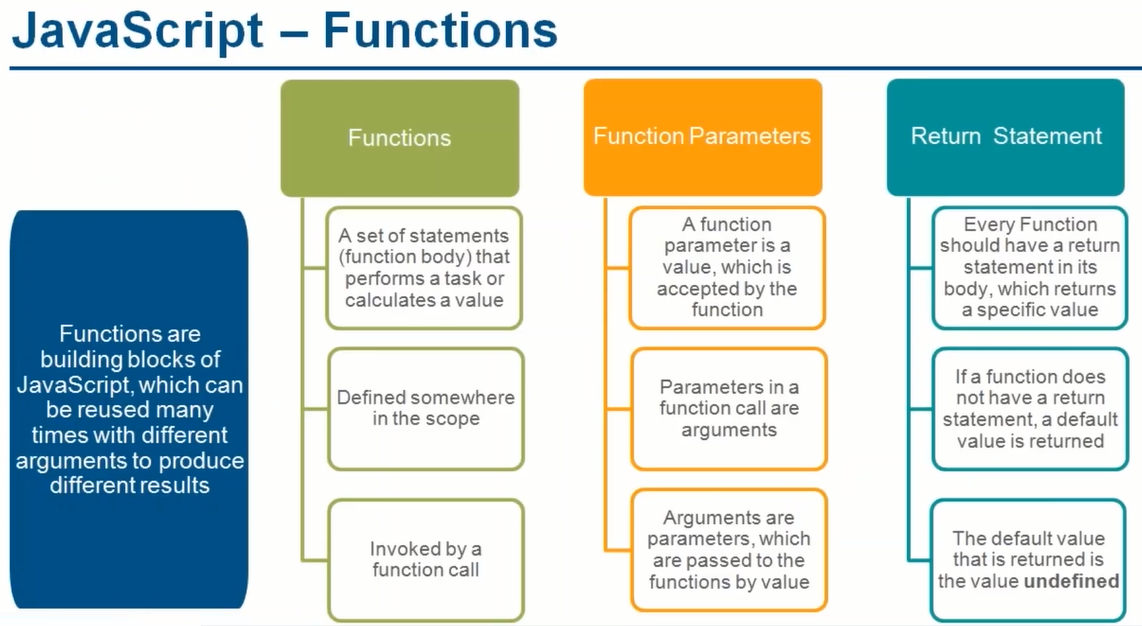 JavaScript – Functions
Functions are
building blocks of
JavaScript, which can
be reused many
times with different
arguments to produce
different results
Functions
A set of statements
(function body) that
performs a task or
calculates a value
Defined somewhere
in the scope
Invoked by a
function call
Function Parameters
A function
parameter is a
value, which is
accepted by the
function
Parameters in a
function call are
arguments
Arguments are
parameters, which
are passed to the
functions by value
Return Statement
Every Function
should have a return
statement in its
body, which returns
a specific value
If a function does
not have a return
statement, a default
value is returned
The default value
that is returned is
the value undefined